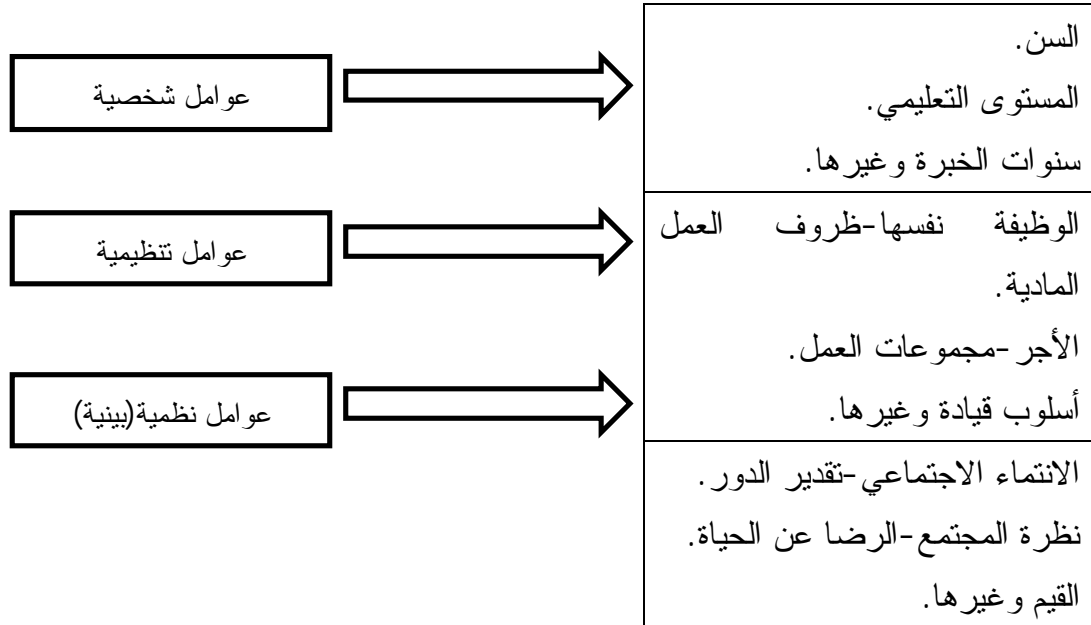 عوامل شخصية
السن.
المستوى التعليمي.
سنوات الخبرة وغيرها.
عوامل تنظيمية
الوظيفة نفسها-ظروف العمل
المادية.
الأجر-مجموعات العمل.
أسلوب قيادة وغيرها.
عوامل نظمية(بينية)
الانتماء الاجتماعي-تقدير الدور.
نظرة المجتمع-الرضا عن الحياة.
القيم وغيرها.